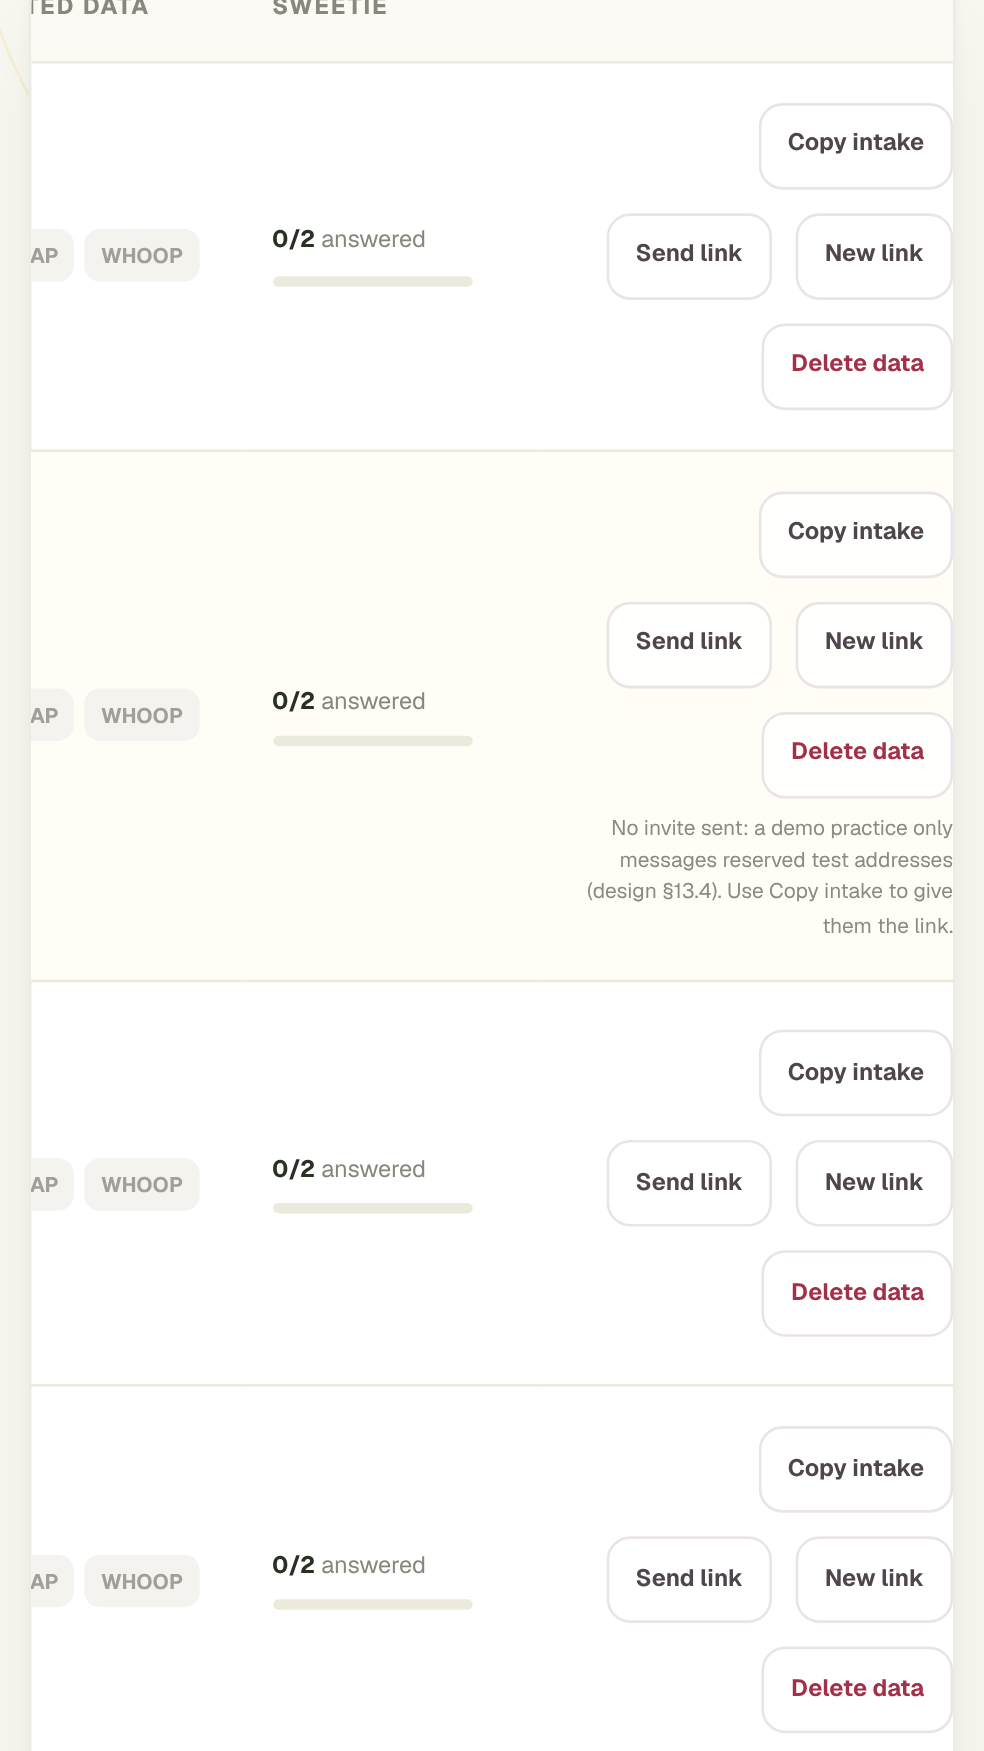 TED DATA SWEETIE
Copy intake
AP WHOOP 0/2 answered Send link New link
Delete data
Copy intake
Send link New link
AP WHOOP 0/2 answered
Delete data
No invite sent: a demo practice only
messages reserved test addresses
(design §13.4). Use Copy intake to give
them the link.
Copy intake
AP WHOOP 0/2 answered Send link New link
Delete data
Copy intake
AP WHOOP 0/2 answered Send link New link
Delete data